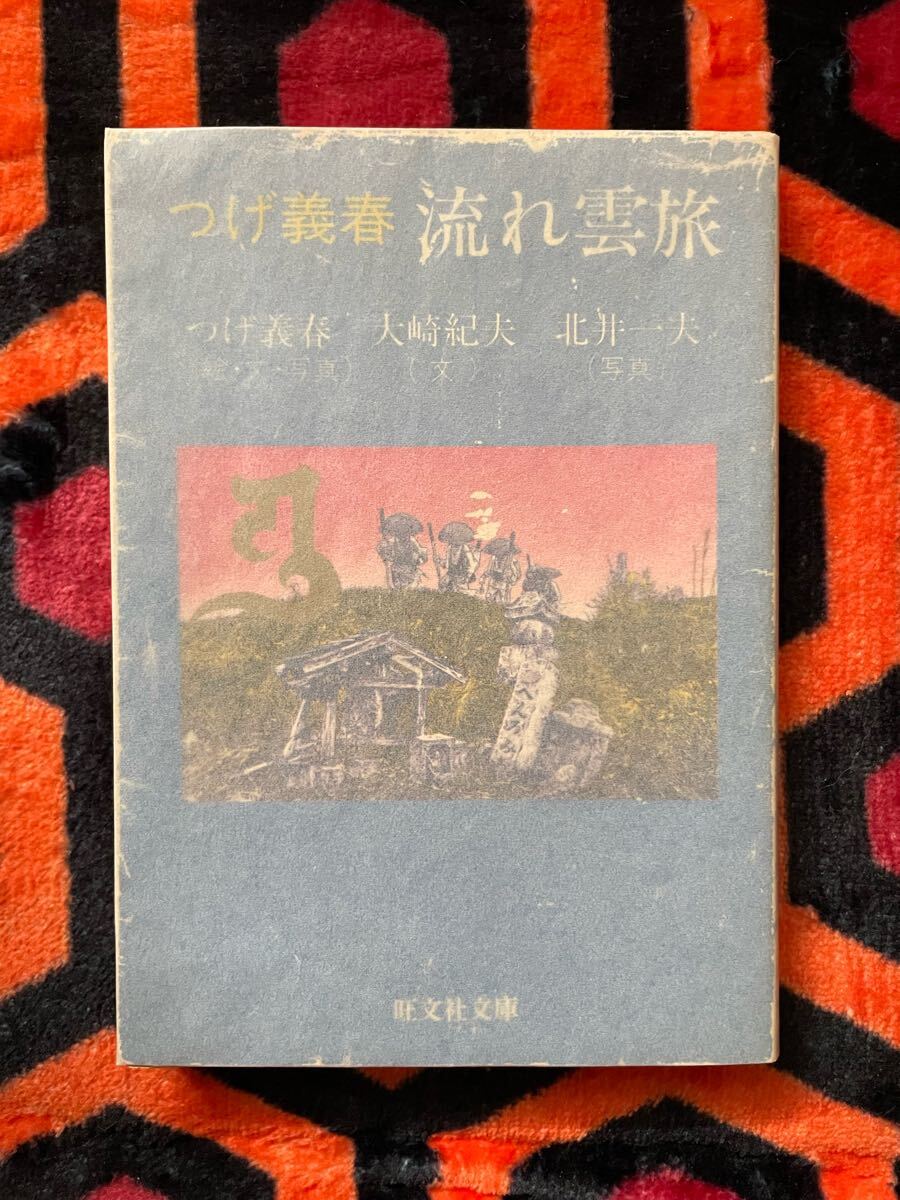 つげ義春 流れ雲旅
つげ義春 大崎紀夫 北井一夫
(絵・文・写真) (文) (写真)
旺文社文庫